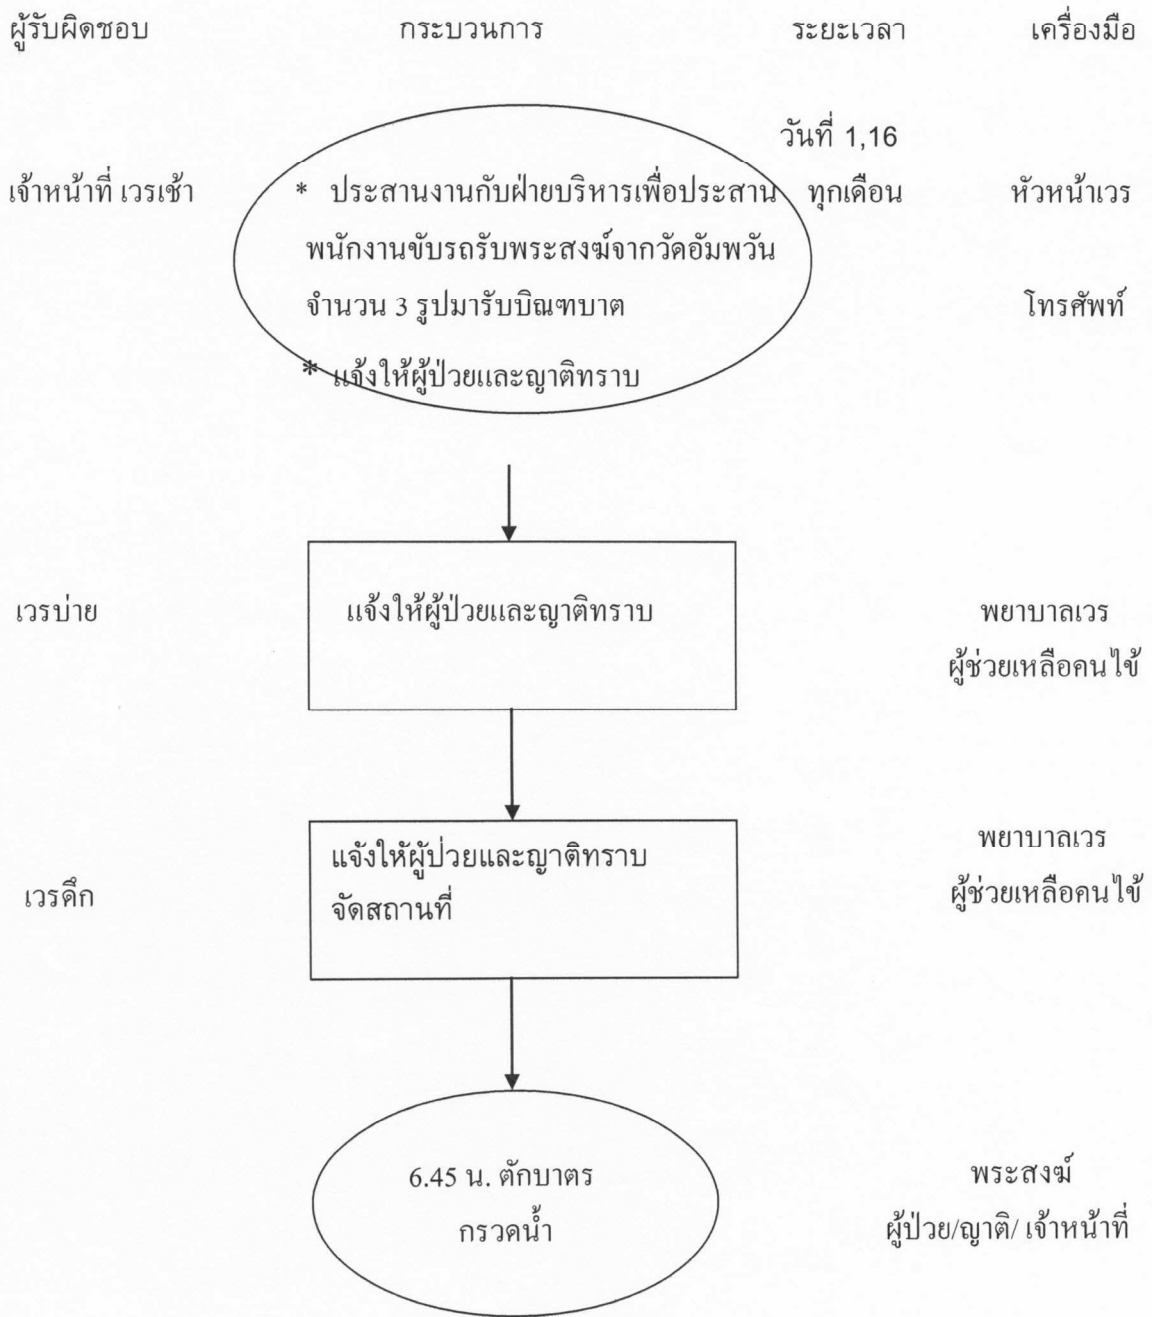 ผู้รับผิดชอบ กระบวนการ ระยะเวลา เครื่องมือ
วันที่ 1,16
เจ้าหน้าที่ เวรเช้า * ประสานงานกับฝ่ายบริหารเพื่อประสาน ทุกเดือน หัวหน้าเวร
พนักงานขับรถรับพระสงฆ์จากวัดอัมพวัน
จำนวน 3 รูปมารับบิณฑบาต โทรศัพท์
* แจ้งให้ผู้ป่วยและญาติทราบ
เวรบ่าย แจ้งให้ผู้ป่วยและญาติทราบ พยาบาลเวร
ผู้ช่วยเหลือคนไข้
แจ้งให้ผู้ป่วยและญาติทราบ พยาบาลเวร
เวรดึก จัดสถานที่ ผู้ช่วยเหลือคนไข้
6.45 น. ตักบาตร พระสงฆ์
กรวดน้ำ ผู้ป่วย/ญาติ/ เจ้าหน้าที่